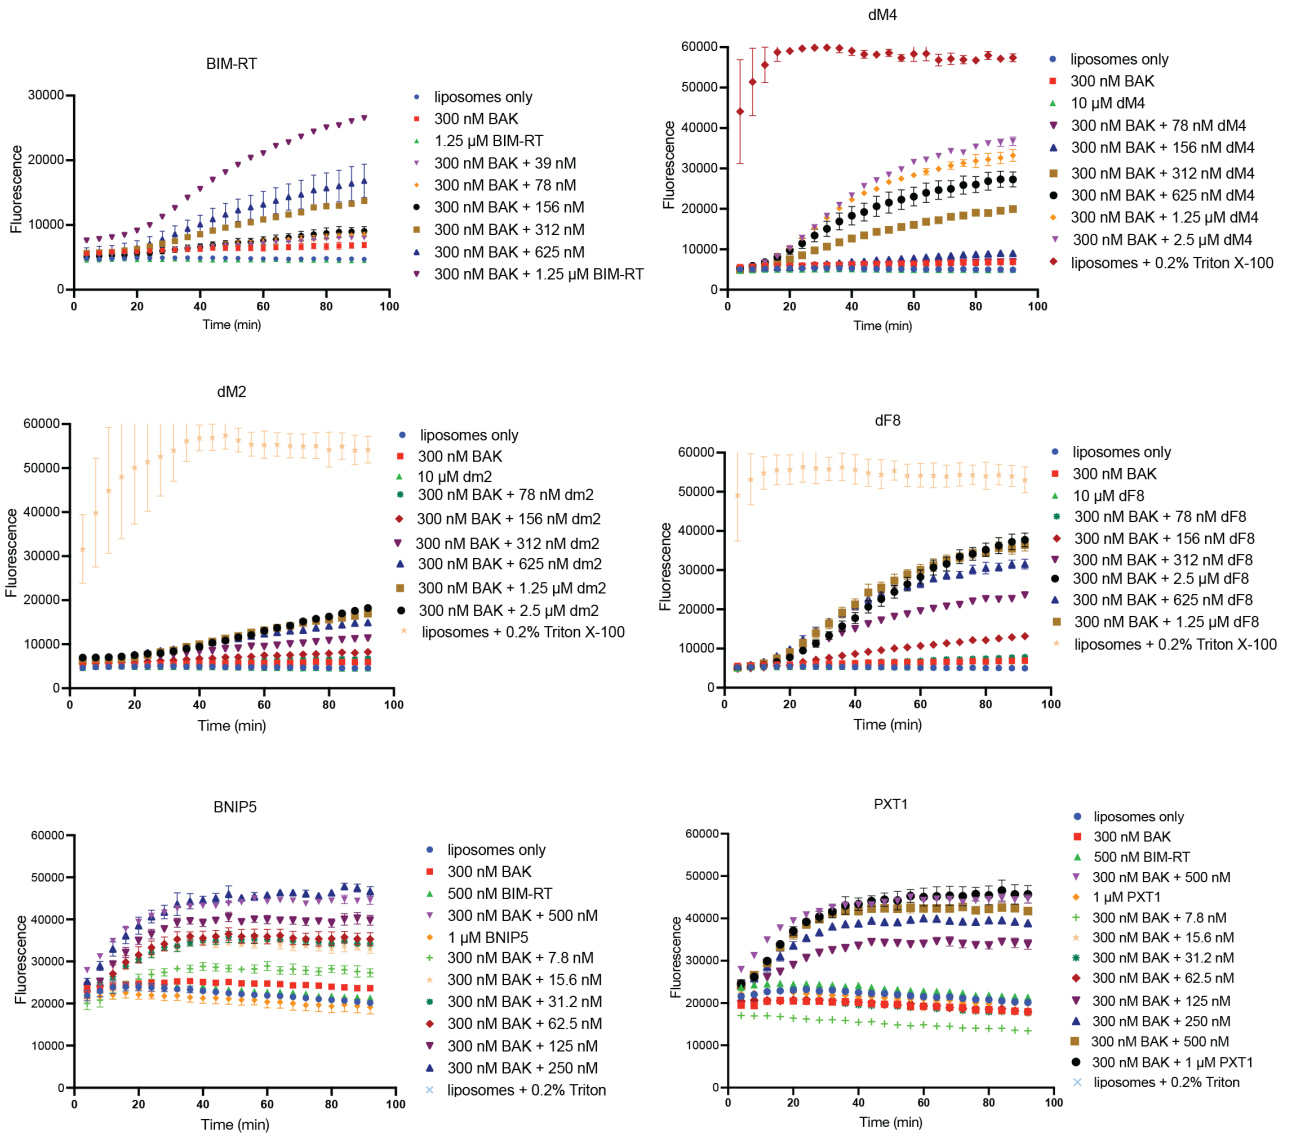 BIM-RT
30000
20000
10000
0
Fluorescence
0 20 40 60 80 100
Time (min)
liposomes only
300 nM BAK
1.25 µM BIM-RT
300 nM BAK + 39 nM
300 nM BAK + 78 nM
300 nM BAK + 156 nM
300 nM BAK + 312 nM
300 nM BAK + 625 nM
300 nM BAK + 1.25 µM BIM-RT
dM4
60000
50000
40000
30000
20000
10000
0
Fluorescence
0 20 40 60 80 100
Time (min)
liposomes only
300 nM BAK
10 µM dM4
300 nM BAK + 78 nM dM4
300 nM BAK + 156 nM dM4
300 nM BAK + 312 nM dM4
300 nM BAK + 625 nM dM4
300 nM BAK + 1.25 µM dM4
300 nM BAK + 2.5 µM dM4
liposomes + 0.2% Triton X-100
dM2
60000
50000
40000
30000
20000
10000
0
Fluorescence
0 20 40 60 80 100
Time (min)
liposomes only
300 nM BAK
10 µM dm2
300 nM BAK + 78 nM dm2
300 nM BAK + 156 nM dm2
300 nM BAK + 312 nM dm2
300 nM BAK + 625 nM dm2
300 nM BAK + 1.25 µM dm2
300 nM BAK + 2.5 µM dm2
liposomes + 0.2% Triton X-100
dF8
60000
50000
40000
30000
20000
10000
0
Fluorescence
0 20 40 60 80 100
Time (min)
liposomes only
300 nM BAK
10 µM dF8
300 nM BAK + 78 nM dF8
300 nM BAK + 156 nM dF8
300 nM BAK + 312 nM dF8
300 nM BAK + 2.5 µM dF8
300 nM BAK + 625 nM dF8
300 nM BAK + 1.25 µM dF8
liposomes + 0.2% Triton X-100
BNIP5
60000
50000
40000
30000
20000
10000
0
Fluorescence
0 20 40 60 80 100
Time (min)
liposomes only
300 nM BAK
500 nM BIM-RT
300 nM BAK + 500 nM
1 µM BNIP5
300 nM BAK + 7.8 nM
300 nM BAK + 15.6 nM
300 nM BAK + 31.2 nM
300 nM BAK + 62.5 nM
300 nM BAK + 125 nM
300 nM BAK + 250 nM
liposomes + 0.2% Triton
PXT1
60000
50000
40000
30000
20000
10000
0
Fluorescence
0 20 40 60 80 100
Time (min)
liposomes only
300 nM BAK
500 nM BIM-RT
300 nM BAK + 500 nM
1 µM PXT1
300 nM BAK + 7.8 nM
300 nM BAK + 15.6 nM
300 nM BAK + 31.2 nM
300 nM BAK + 62.5 nM
300 nM BAK + 125 nM
300 nM BAK + 250 nM
300 nM BAK + 500 nM
300 nM BAK + 1 µM PXT1
liposomes + 0.2% Triton